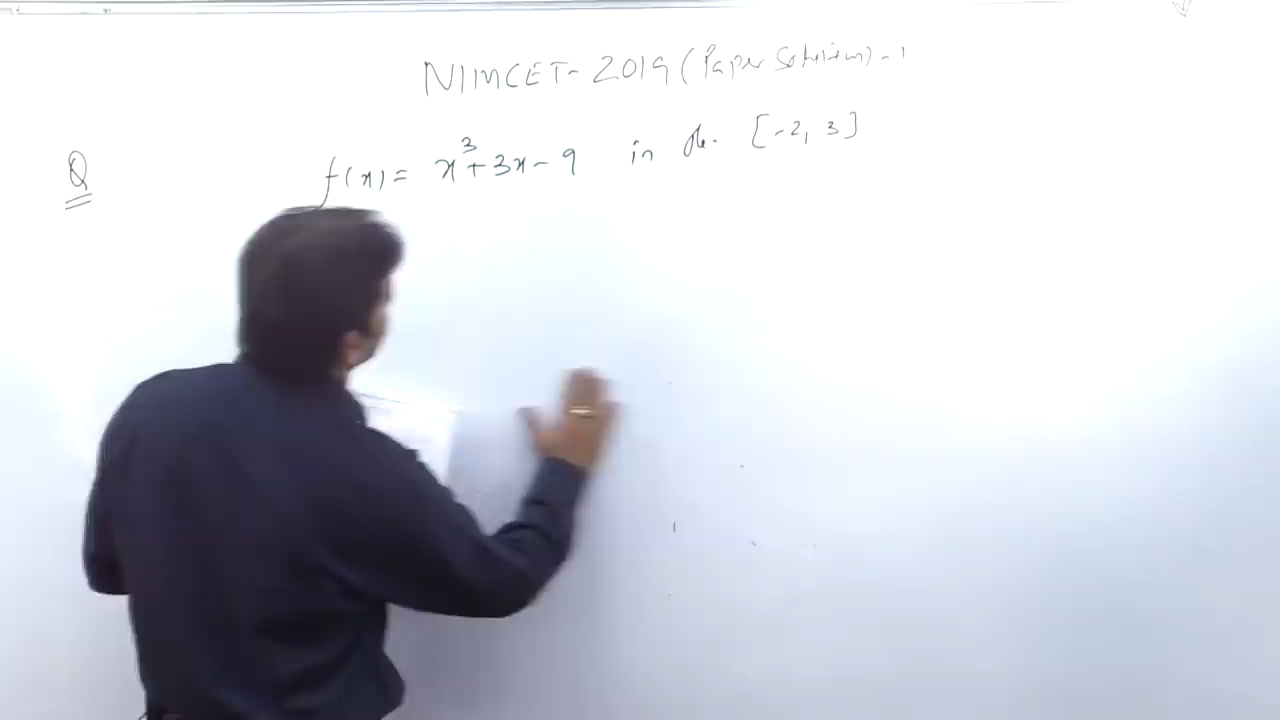 NIMCET-2019 (Paper Solution)-1
Q f(x) = x³+3x-9 in the. [-2, 3]